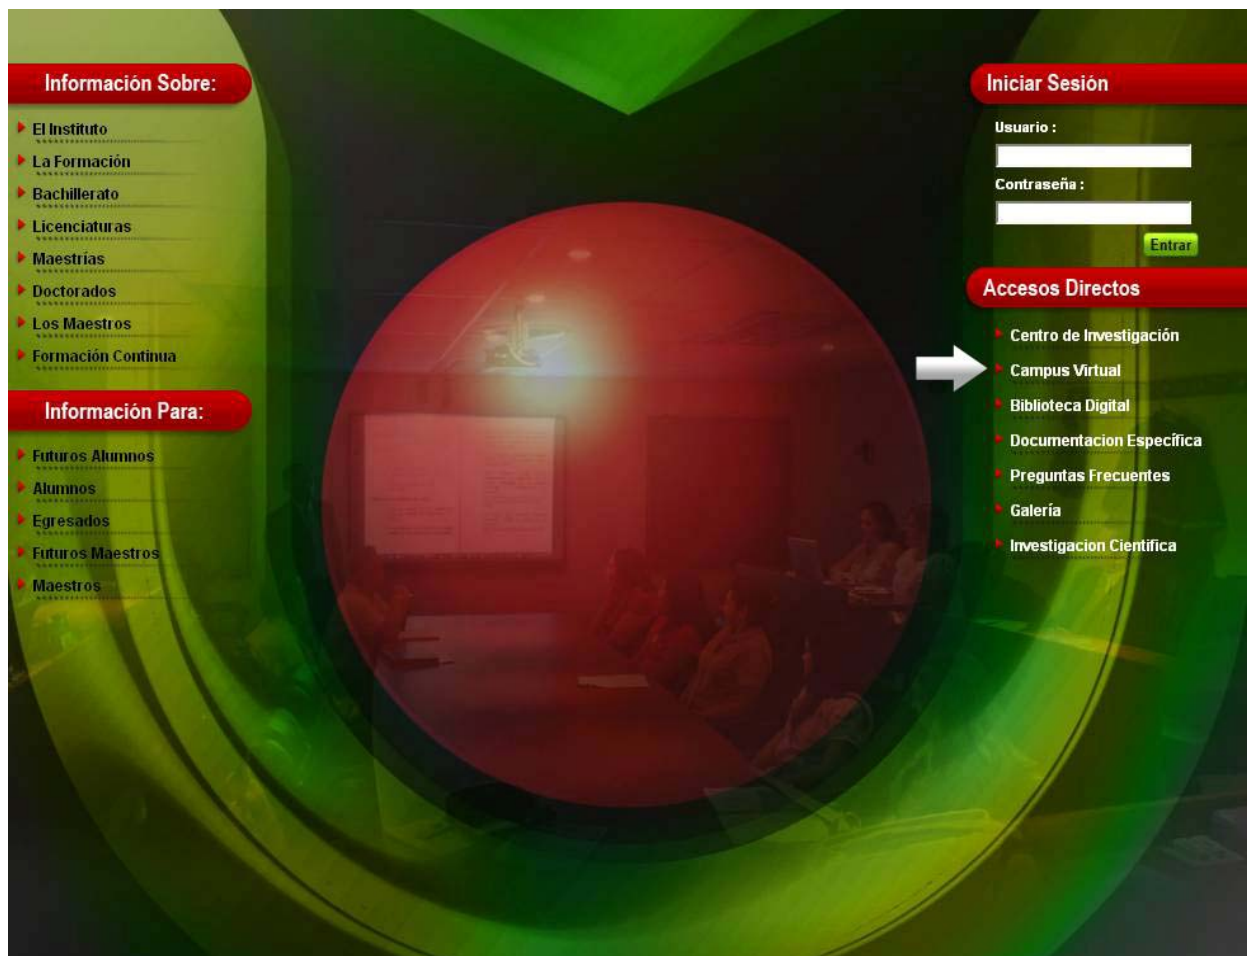 Información Sobre:
El Instituto
La Formación
Bachillerato
Licenciaturas
Maestrías
Doctorados
Los Maestros
Formación Continua
Información Para:
Futuros Alumnos
Alumnos
Egresados
Futuros Maestros
Maestros
Iniciar Sesión
Usuario :
Contraseña :
Entrar
Accesos Directos
Centro de Investigación
Campus Virtual
Biblioteca Digital
Documentacion Específica
Preguntas Frecuentes
Galería
Investigacion Cientifica